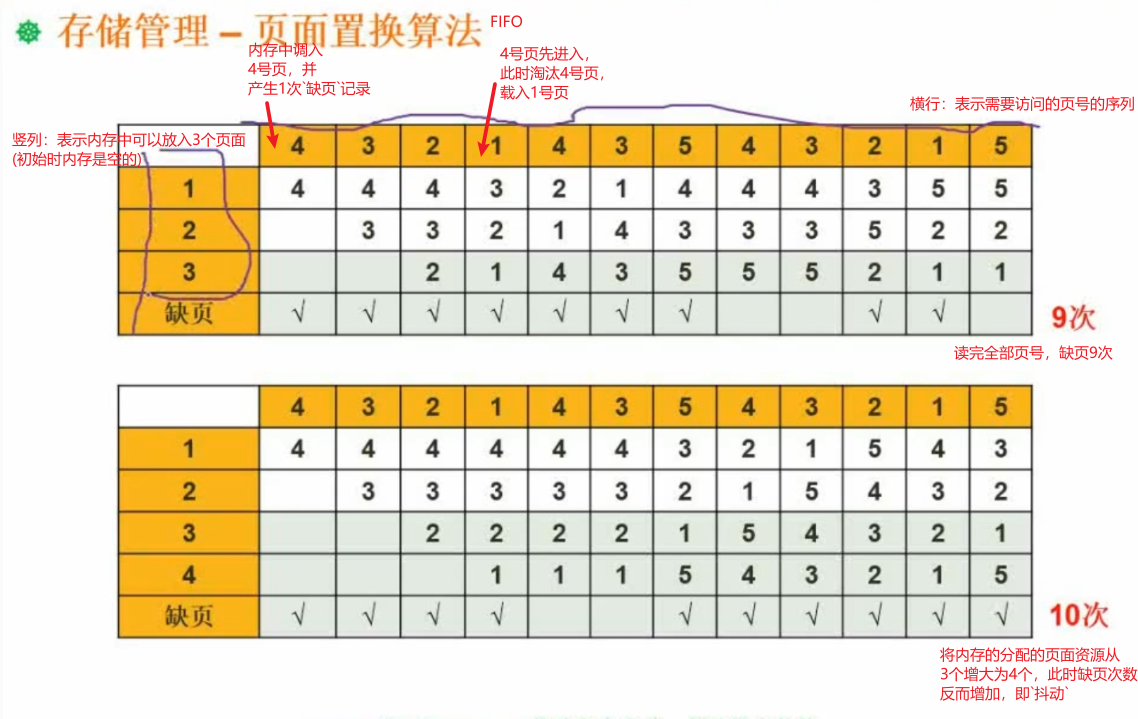 存储管理 – 页面置换算法 FIFO
内存中调入
4号页，并
产生1次`缺页`记录
4号页先进入，
此时淘汰4号页，
载入1号页
横行：表示需要访问的页号的序列
竖列：表示内存中可以放入3个页面
(初始时内存是空的)
4 3 2 1 4 3 5 4 3 2 1 5
1 4 4 4 3 2 1 4 4 4 3 5 5
2 3 3 2 1 4 3 3 3 5 2 2
3 2 1 4 3 5 5 5 2 1 1
缺页 √ √ √ √ √ √ √ √ √
9次
读完全部页号，缺页9次
4 3 2 1 4 3 5 4 3 2 1 5
1 4 4 4 4 4 4 3 2 1 5 4 3
2 3 3 3 3 3 2 1 5 4 3 2
3 2 2 2 2 1 5 4 3 2 1
4 1 1 1 5 4 3 2 1 5
缺页 √ √ √ √ √ √ √ √ √ √
10次
将内存的分配的页面资源从
3个增大为4个，此时缺页次数
反而增加，即`抖动`